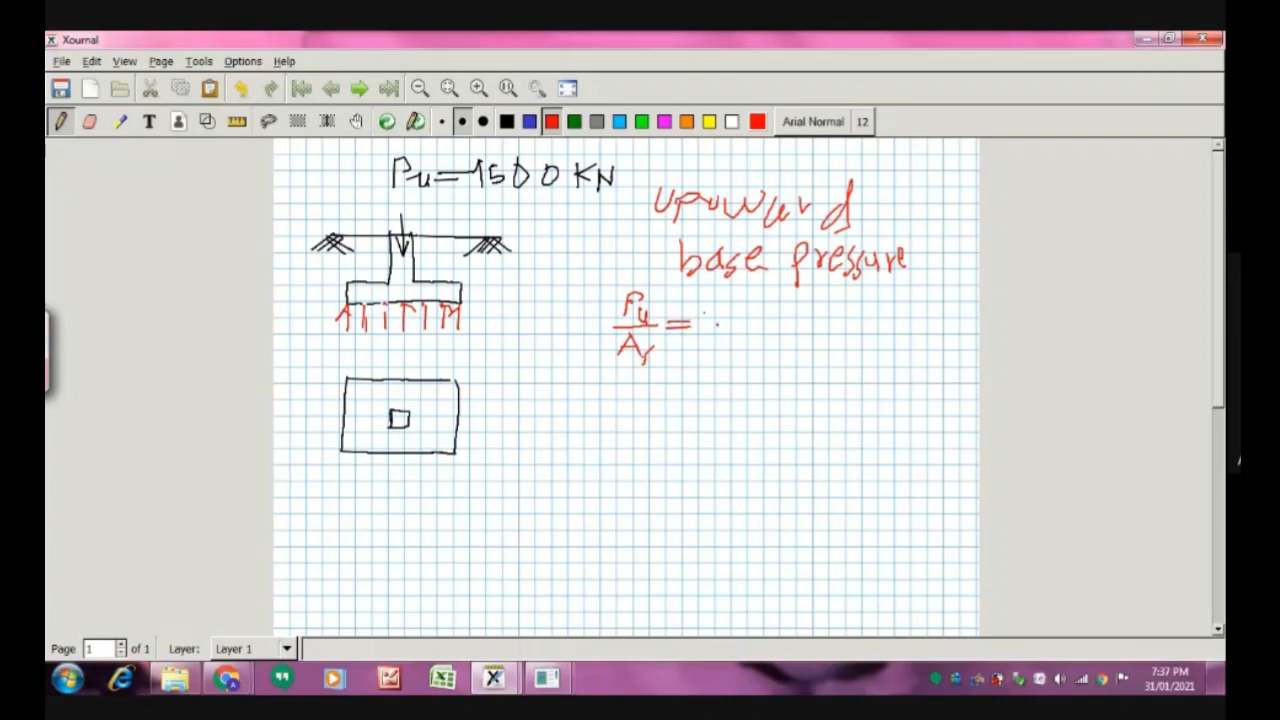 Xournal
File Edit View Page Tools Options Help
Arial Normal 12
Pu = 1500 KN
upuward
base pressure
Pu
Af
=
Page 1 of 1 Layer: Layer 1
7:37 PM
31/01/2021